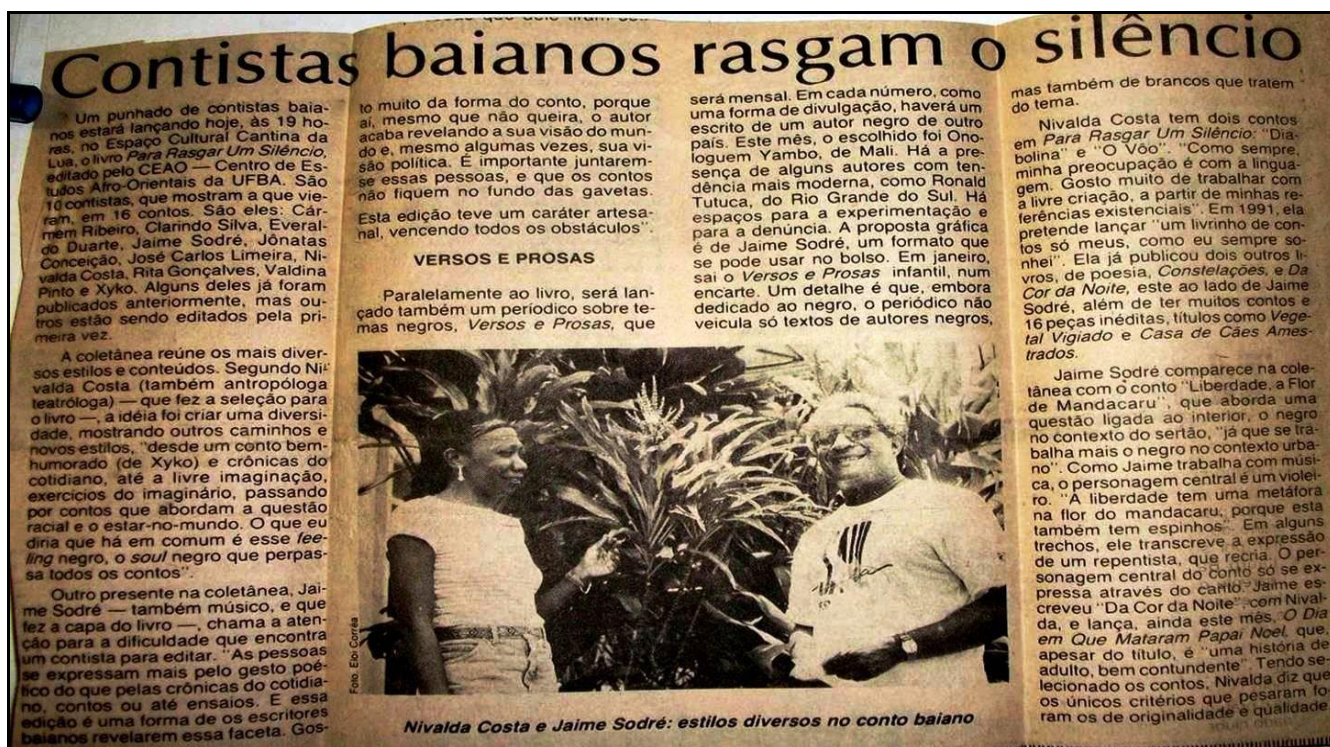 Contistas baianos rasgam o silêncio
Um punhado de contistas baia-
nos estará lançando hoje, às 19 ho-
ras, no Espaço Cultural Cantina da
Lua, o livro Para Rasgar Um Silêncio,
editado pelo CEAO — Centro de Es-
tudos Afro-Orientais da UFBA. São
10 contistas, que mostram a que vie-
ram, em 16 contos. São eles: Cár-
mem Ribeiro, Clarindo Silva, Everal-
do Duarte, Jaime Sodré, Jônatas
Conceição, José Carlos Limeira, Ni-
valda Costa, Rita Gonçalves, Valdina
Pinto e Xyko. Alguns deles já foram
publicados anteriormente, mas ou-
tros estão sendo editados pela pri-
meira vez.
A coletânea reúne os mais diver-
sos estilos e conteúdos. Segundo Ni-
valda Costa (também antropóloga
teatróloga) — que fez a seleção para
o livro —, a idéia foi criar uma diversi-
dade, mostrando outros caminhos e
novos estilos, "desde um conto bem-
humorado (de Xyko) e crônicas do
cotidiano, até a livre imaginação,
exercícios do imaginário, passando
por contos que abordam a questão
racial e o estar-no-mundo. O que eu
diria que há em comum é esse fee-
ling negro, o soul negro que perpas-
sa todos os contos".
Outro presente na coletânea, Jai-
me Sodré — também músico, e que
fez a capa do livro —, chama a aten-
ção para a dificuldade que encontra
um contista para editar. "As pessoas
se expressam mais pelo gesto poé-
tico do que pelas crônicas do cotidia-
no, contos ou até ensaios. E essa
edição é uma forma de os escritores
baianos revelarem essa faceta. Gos-
to muito da forma do conto, porque
aí, mesmo que não queira, o autor
acaba revelando a sua visão do mun-
do e, mesmo algumas vezes, sua vi-
são política. É importante juntarem-
se essas pessoas, e que os contos
não fiquem no fundo das gavetas.
Esta edição teve um caráter artesa-
nal, vencendo todos os obstáculos".
VERSOS E PROSAS
Paralelamente ao livro, será lan-
çado também um períodico sobre te-
mas negros, Versos e Prosas, que
será mensal. Em cada número, como
uma forma de divulgação, haverá um
escrito de um autor negro de outro
país. Este mês, o escolhido foi Ono-
loguem Yambo, de Mali. Há a pre-
sença de alguns autores com ten-
dência mais moderna, como Ronald
Tutuca, do Rio Grande do Sul. Há
espaços para a experimentação e
para a denúncia. A proposta gráfica
é de Jaime Sodré, um formato que
se pode usar no bolso. Em janeiro,
sai o Versos e Prosas infantil, num
encarte. Um detalhe é que, embora
dedicado ao negro, o periódico não
veicula só textos de autores negros,
mas também de brancos que tratem
do tema.
Nivalda Costa tem dois contos
em Para Rasgar Um Silêncio: "Dia-
bolina" e "O Vôo". "Como sempre,
minha preocupação é com a lingua-
gem. Gosto muito de trabalhar com
a livre criação, a partir de minhas re-
ferências existenciais". Em 1991, ela
pretende lançar "um livrinho de con-
tos só meus, como eu sempre so-
nhei". Ela já publicou dois outros li-
vros, de poesia, Constelações, e Da
Cor da Noite, este ao lado de Jaime
Sodré, além de ter muitos contos e
16 peças inéditas, títulos como Vege-
tal Vigiado e Casa de Cães Ames-
trados.
Jaime Sodré comparece na cole-
tânea com o conto "Liberdade, a Flor
de Mandacaru", que aborda uma
questão ligada ao interior, o negro
no contexto do sertão, "já que se tra-
balha mais o negro no contexto urba-
no". Como Jaime trabalha com músi-
ca, o personagem central é um violei-
ro. "A liberdade tem uma metáfora
na flor do mandacaru, porque esta
também tem espinhos". Em alguns
trechos, ele transcreve a expressão
de um repentista, que recria. O per-
sonagem central do conto só se ex-
pressa através do canto. Jaime es-
creveu "Da Cor da Noite", com Nival-
da, e lança, ainda este mês, O Dia
em Que Mataram Papai Noel, que,
apesar do título, é "uma história de
adulto, bem contundente". Tendo se-
lecionado os contos, Nivalda diz que
os únicos critérios que pesaram fo-
ram os de originalidade e qualidade
Foto: Eloi Corrêa
Nivalda Costa e Jaime Sodré: estilos diversos no conto baiano